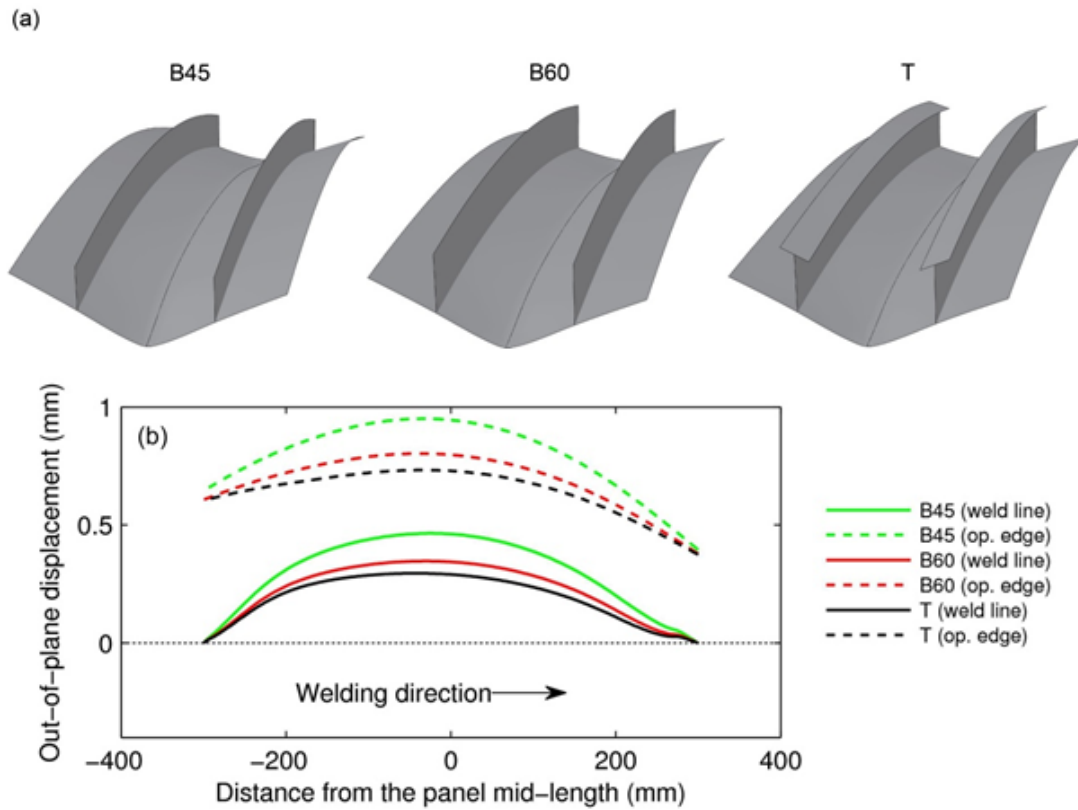 (a)
B45 B60 T
Out-of-plane displacement (mm)
1
0.5
0
(b)
Welding direction
−400 −200 0 200 400
Distance from the panel mid−length (mm)
B45 (weld line)
B45 (op. edge)
B60 (weld line)
B60 (op. edge)
T (weld line)
T (op. edge)